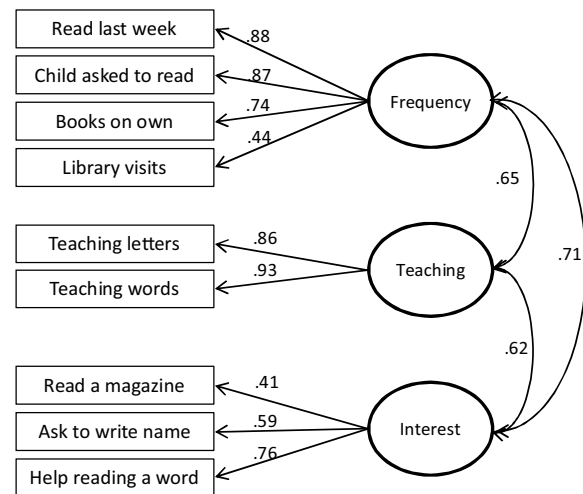 Read last week
.88
Child asked to read
.87
Frequency
Books on own
.74
Library visits
.44
.65
Teaching letters
.86
Teaching
.71
Teaching words
.93
.62
Read a magazine
.41
Ask to write name
.59
Interest
Help reading a word
.76